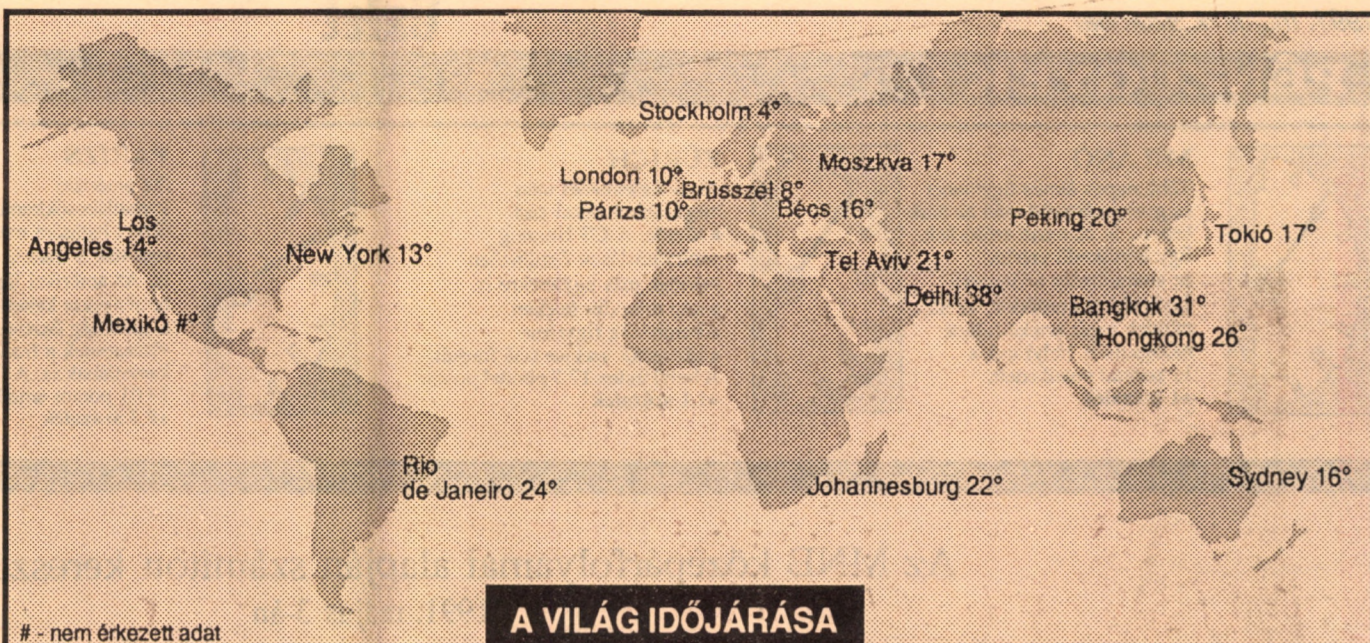 Stockholm 4°
Moszkva 17°
London 10°
Brüsszel 8°
Párizs 10°
Bécs 16°
Peking 20°
Tokió 17°
Los
Angeles 14°
New York 13°
Tel Aviv 21°
Delhi 38°
Bangkok 31°
Mexikó #°
Hongkong 26°
Rio
de Janeiro 24°
Johannesburg 22°
Sydney 16°
A VILÁG IDŐJÁRÁSA
# - nem érkezett adat